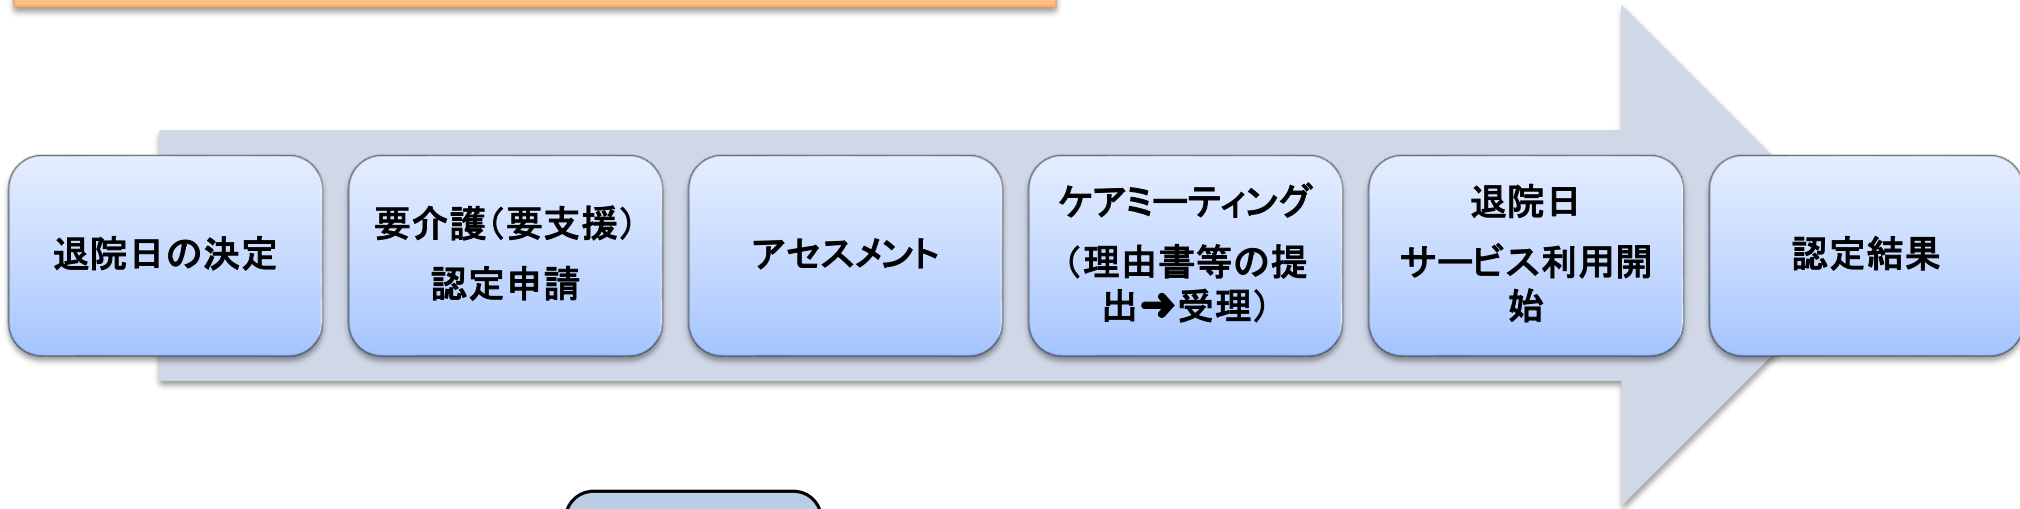 退院日の決定
要介護（要支援）
認定申請
アセスメント
ケアミーティング
（理由書等の提
出➜受理）
退院日
サービス利用開
始
認定結果